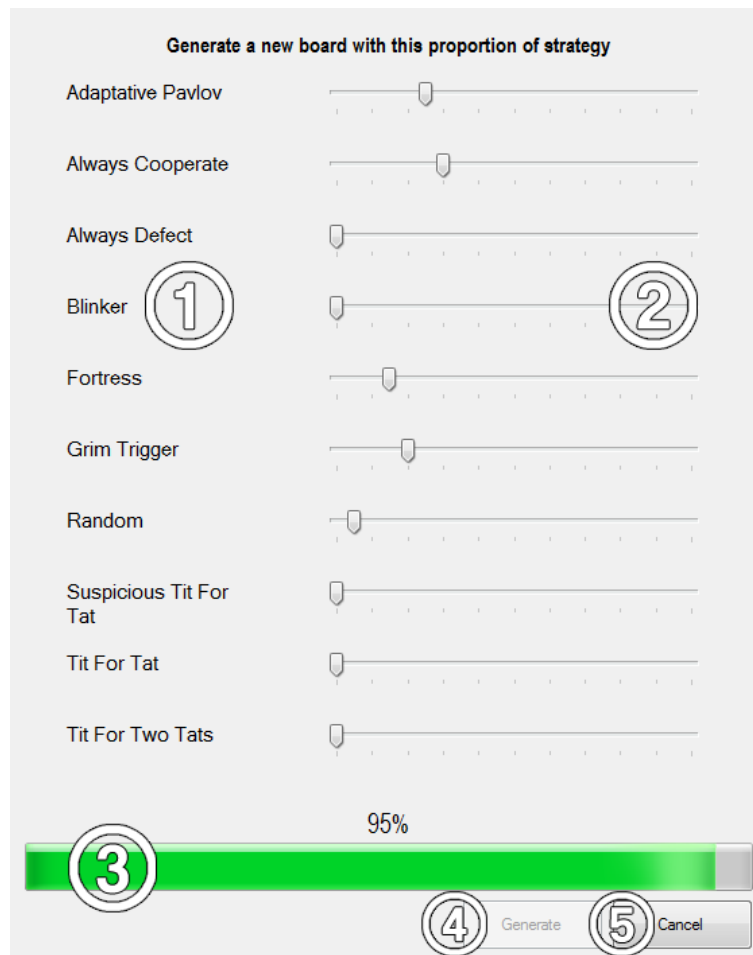 Generate a new board with this proportion of strategy
Adaptative Pavlov
Always Cooperate
Always Defect
Blinker 1 2
Fortress
Grim Trigger
Random
Suspicious Tit For
Tat
Tit For Tat
Tit For Two Tats
95%
3
4 Generate 5 Cancel